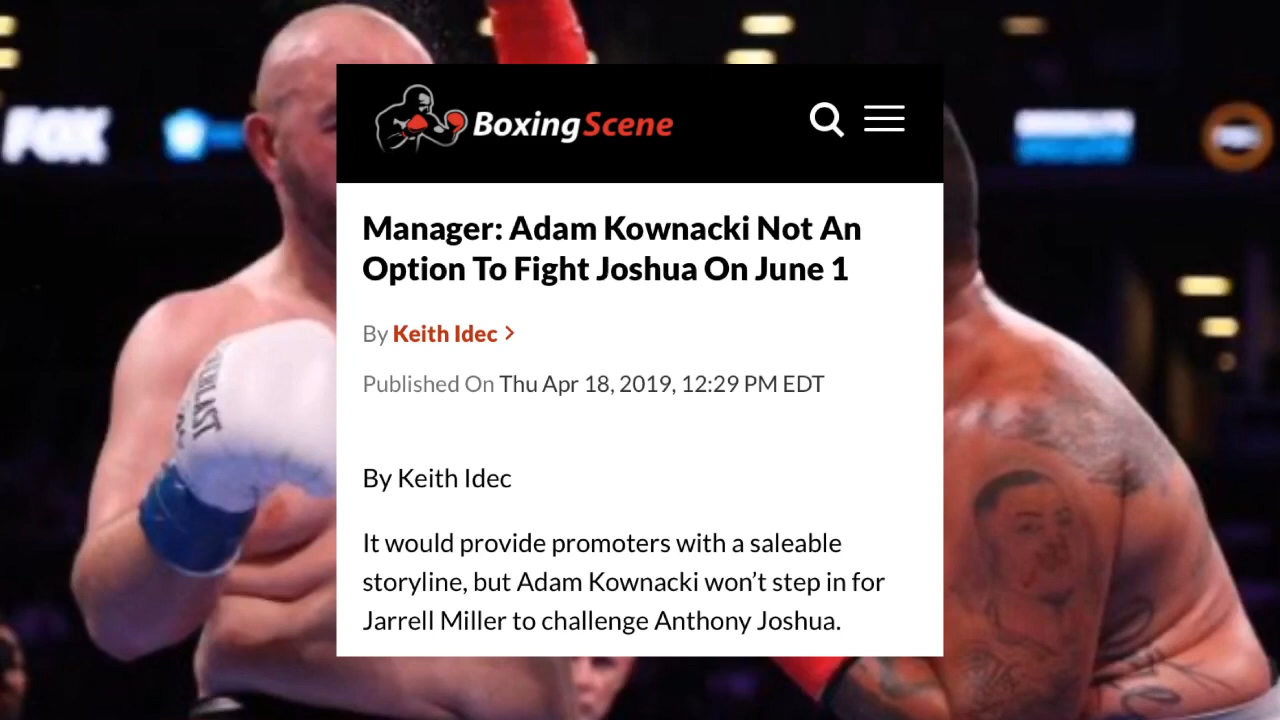 FOX
BoxingScene
Manager: Adam Kownacki Not An
Option To Fight Joshua On June 1
By Keith Idec >
Published On Thu Apr 18, 2019, 12:29 PM EDT
By Keith Idec
It would provide promoters with a saleable
storyline, but Adam Kownacki won’t step in for
Jarrell Miller to challenge Anthony Joshua.